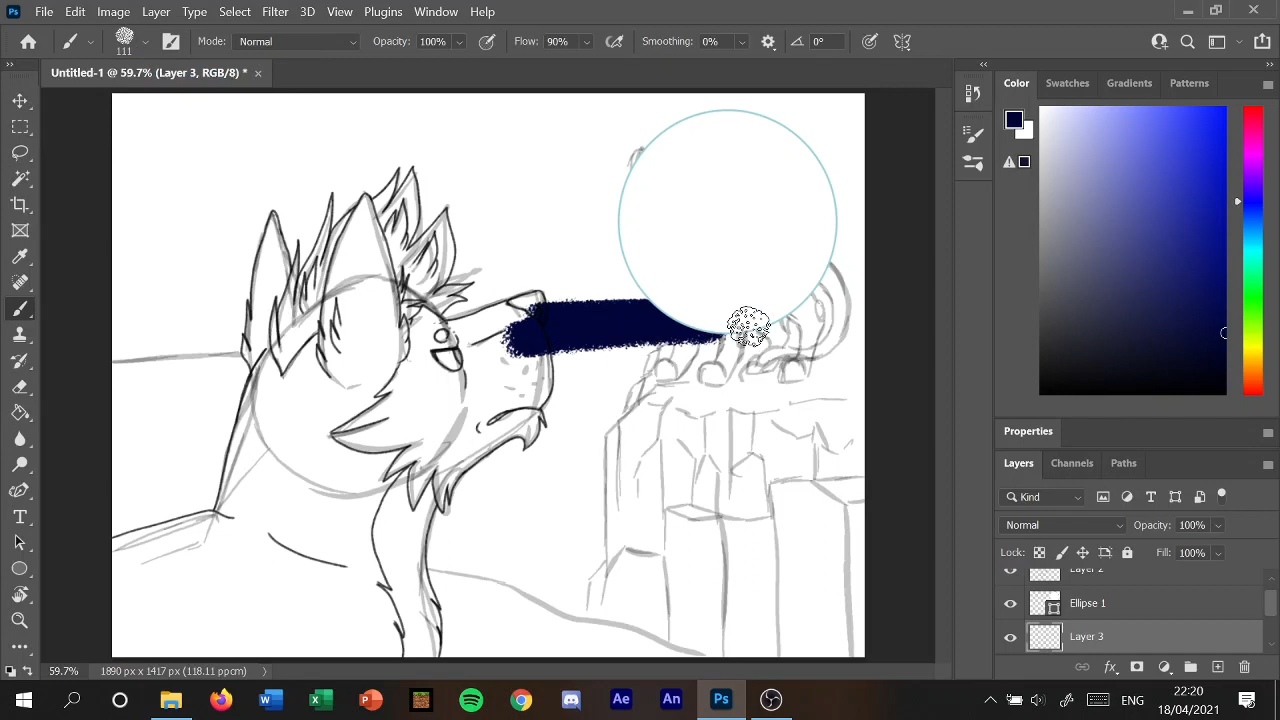 Ps File Edit Image Layer Type Select Filter 3D View Plugins Window Help
111 Mode: Normal Opacity: 100% Flow: 90% Smoothing: 0% 0°
Untitled-1 @ 59.7% (Layer 3, RGB/8) *
Color Swatches Gradients Patterns
Properties
Layers Channels Paths
Kind
Normal Opacity: 100%
Lock: Fill: 100%
Layer 2
Ellipse 1
Layer 3
59.7% 1890 px x 1417 px (118.11 ppcm)
Ae An Ps ENG 22:20
18/04/2021